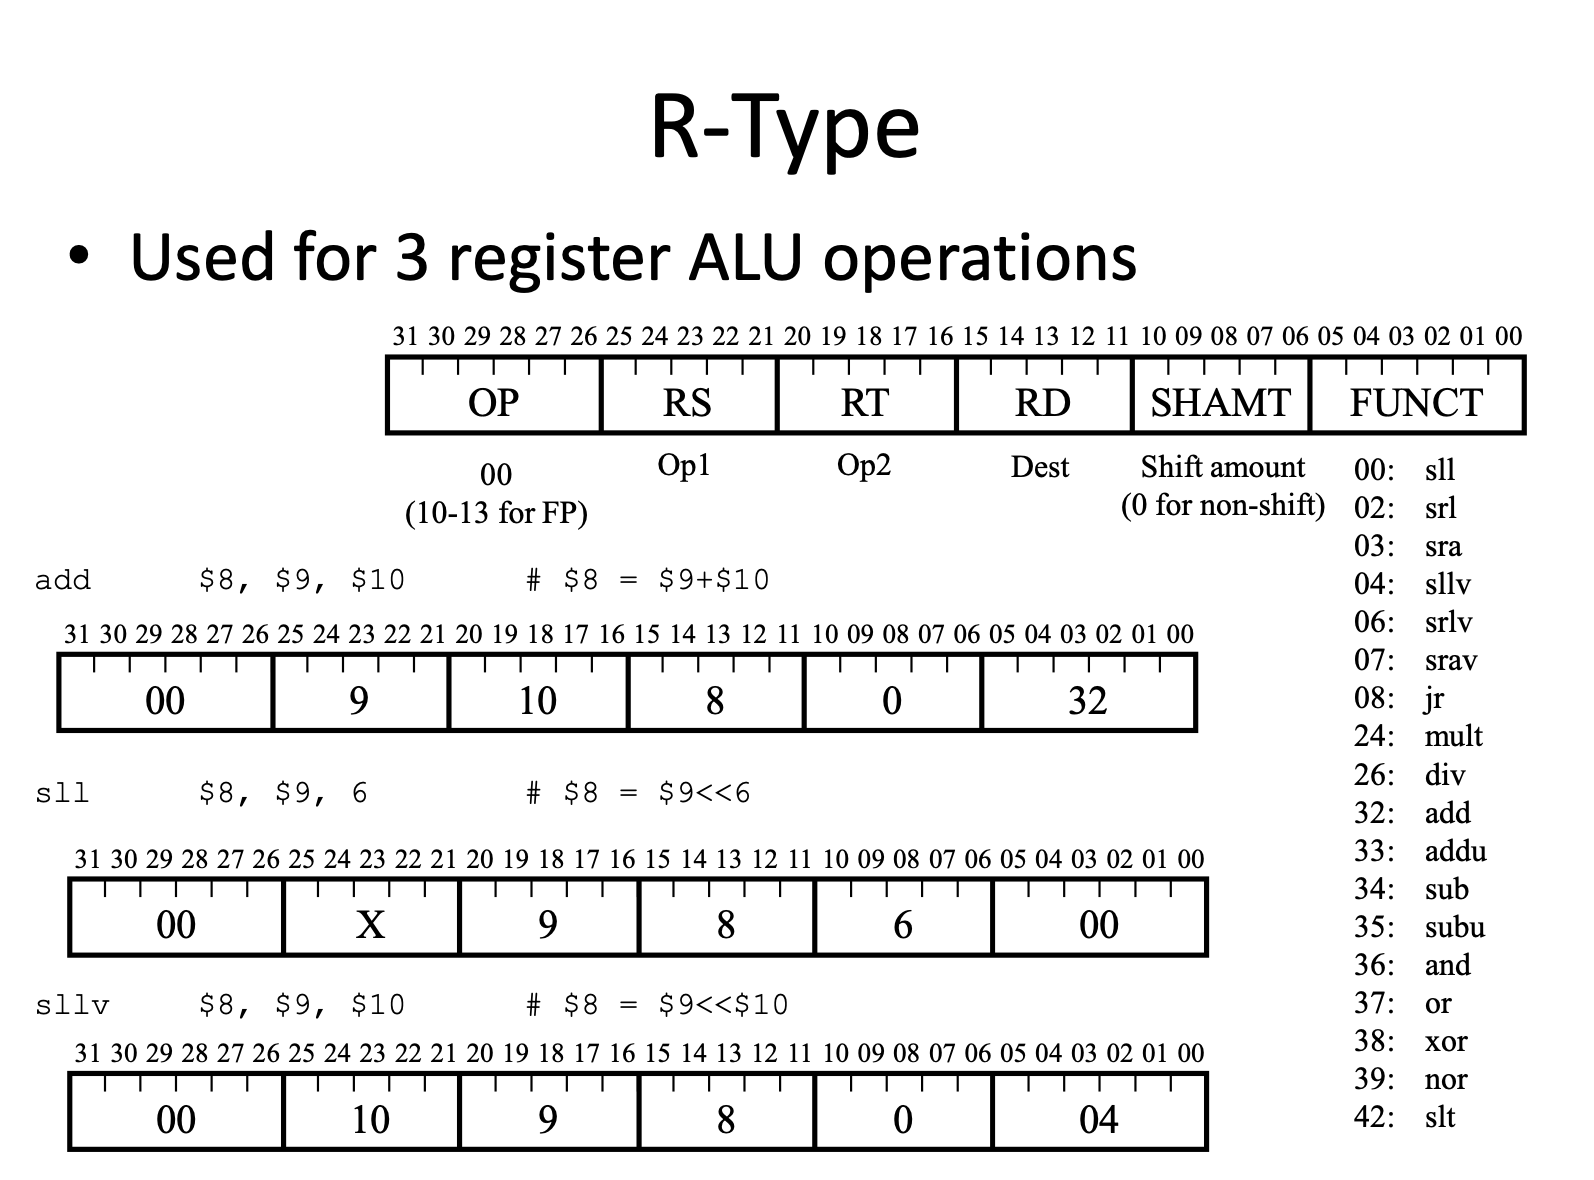 R-Type
• Used for 3 register ALU operations
31 30 29 28 27 26 25 24 23 22 21 20 19 18 17 16 15 14 13 12 11 10 09 08 07 06 05 04 03 02 01 00
OP RS RT RD SHAMT FUNCT
00 Op1 Op2 Dest Shift amount
(10-13 for FP) (0 for non-shift)
00: sll
02: srl
03: sra
04: sllv
06: srlv
07: srav
08: jr
24: mult
26: div
32: add
33: addu
34: sub
35: subu
36: and
37: or
38: xor
39: nor
42: slt
add $8, $9, $10 # $8 = $9+$10
31 30 29 28 27 26 25 24 23 22 21 20 19 18 17 16 15 14 13 12 11 10 09 08 07 06 05 04 03 02 01 00
00 9 10 8 0 32
sll $8, $9, 6 # $8 = $9<<6
31 30 29 28 27 26 25 24 23 22 21 20 19 18 17 16 15 14 13 12 11 10 09 08 07 06 05 04 03 02 01 00
00 X 9 8 6 00
sllv $8, $9, $10 # $8 = $9<<$10
31 30 29 28 27 26 25 24 23 22 21 20 19 18 17 16 15 14 13 12 11 10 09 08 07 06 05 04 03 02 01 00
00 10 9 8 0 04